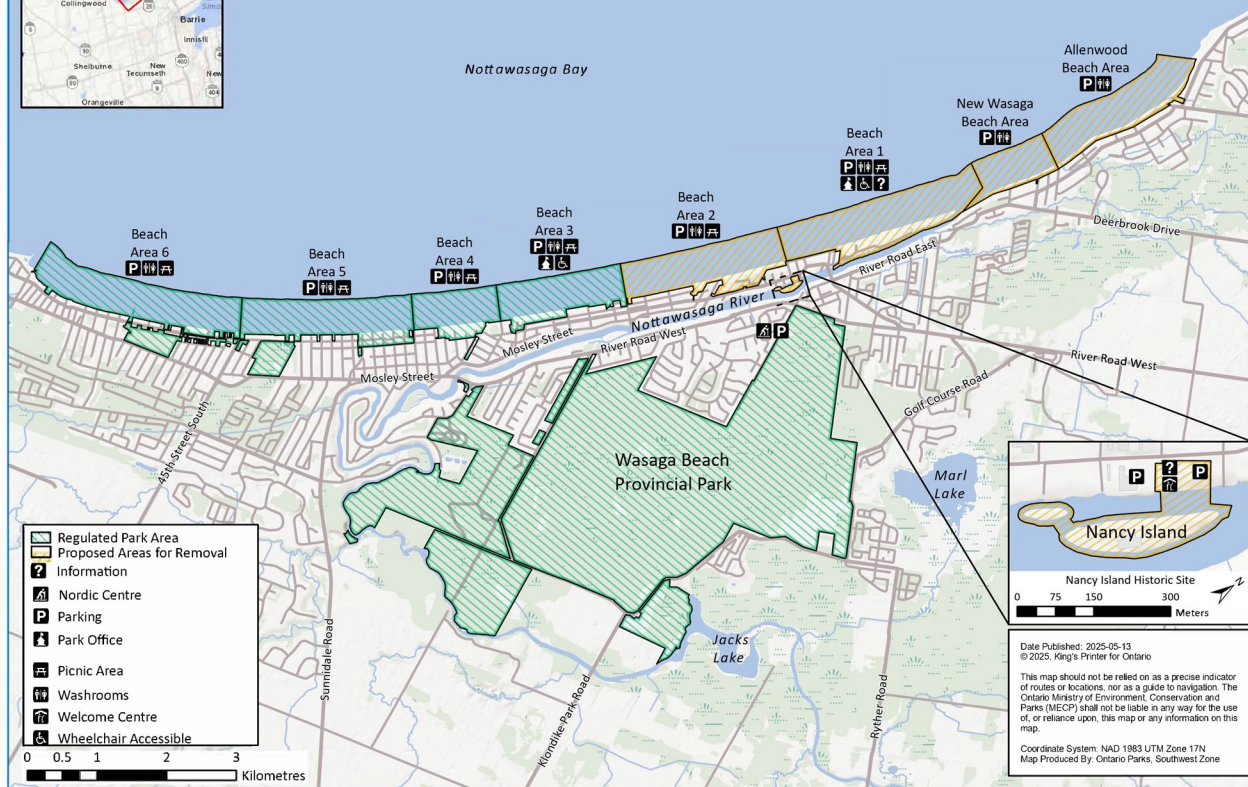 Collingwood
26
Barrie
Innisfil
5
10
400
Shelburne
New
Tecumseth
New
89
9
404
Orangeville
Nottawasaga Bay
Allenwood
Beach Area
P
New Wasaga
Beach Area
P
Beach
Area 1
P
?
Beach
Area 2
P
Beach
Area 3
P
Beach
Area 4
P
Beach
Area 5
P
Beach
Area 6
P
Deerbrook Drive
River Road East
Nottawasaga River
River Road West
Mosley Street
P
River Road West
Mosley Street
Golf Course Road
45th Street South
Wasaga Beach
Provincial Park
Marl
Lake
P
?
P
Nancy Island
Nancy Island Historic Site
0 75 150 300
Meters
N
Regulated Park Area
Proposed Areas for Removal
? Information
Nordic Centre
P Parking
Park Office
Picnic Area
Washrooms
Welcome Centre
Wheelchair Accessible
0 0.5 1 2 3
Kilometres
Sunnidale Road
Klondike Park Road
Jacks
Lake
Ryther Road
Date Published: 2025-05-13
© 2025, King's Printer for Ontario
This map should not be relied on as a precise indicator
of routes or locations, nor as a guide to navigation. The
Ontario Ministry of Environment, Conservation and
Parks (MECP) shall not be liable in any way for the use
of, or reliance upon, this map or any information on this
map.
Coordinate System: NAD 1983 UTM Zone 17N
Map Produced By: Ontario Parks, Southwest Zone